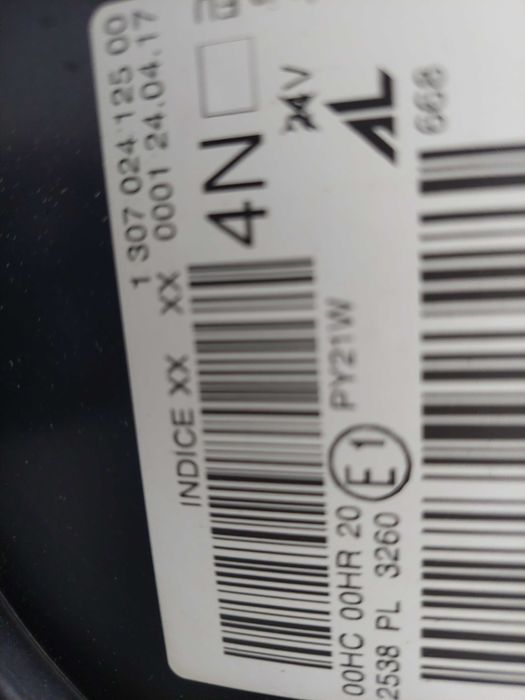 1 307 024 125 00
INDICE XX XX 0001 24.04.17
4N
24V
AL
PY21W
00HC 00HR 20
E1
2538 PL 3260
668